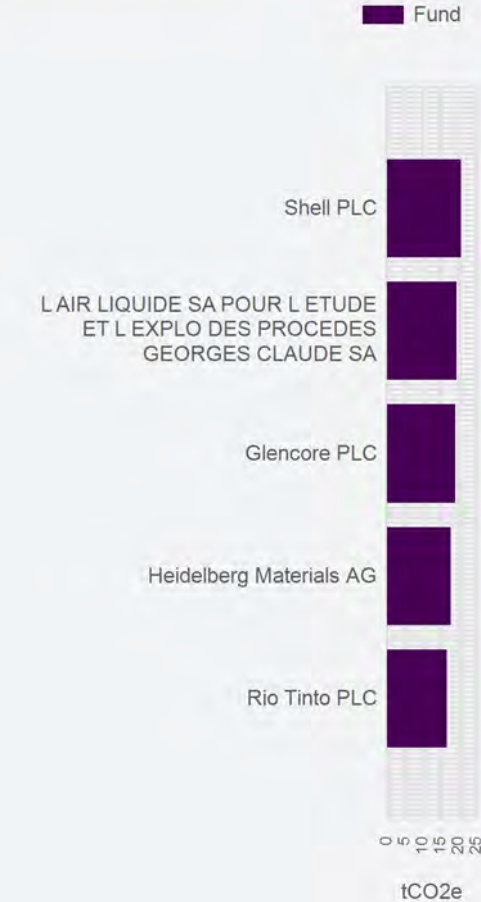 Fund
Shell PLC
L AIR LIQUIDE SA POUR L ETUDE
ET L EXPLO DES PROCEDES
GEORGES CLAUDE SA
Glencore PLC
Heidelberg Materials AG
Rio Tinto PLC
0 5 10 15 20 25
tCO2e